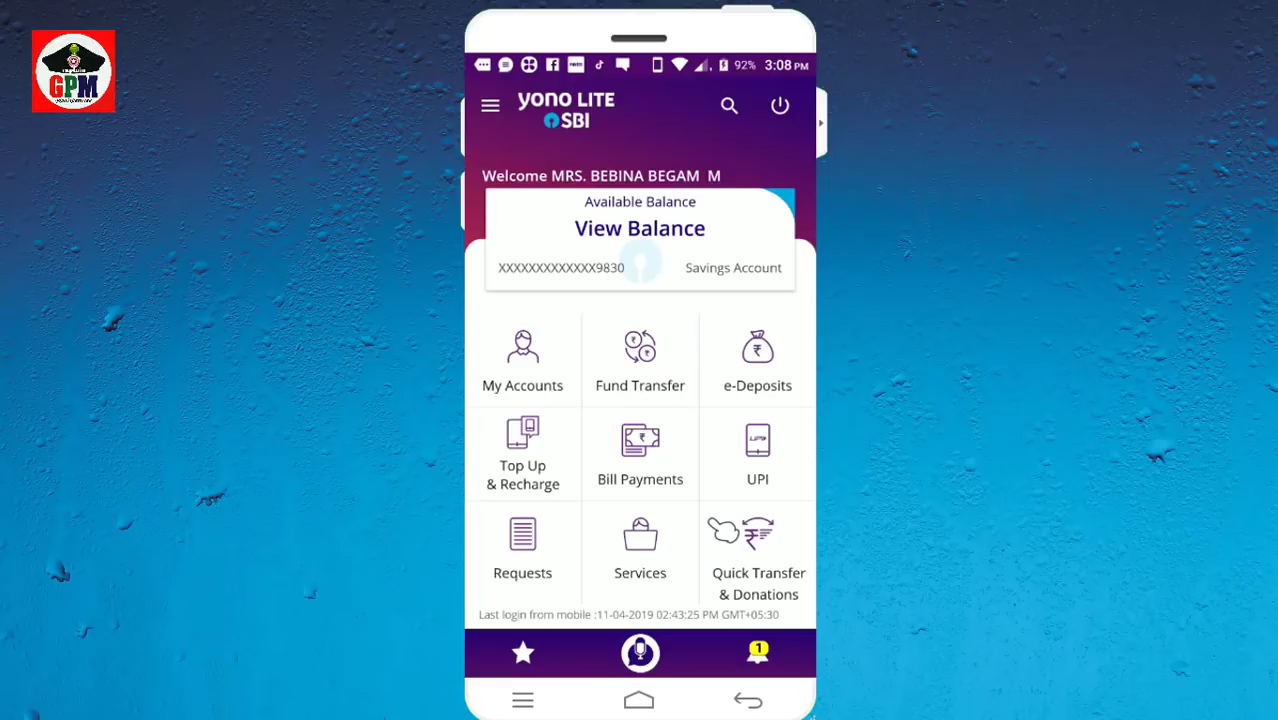 GPM
92% 3:08 PM
yono LITE
SBI
Welcome MRS. BEBINA BEGAM M
Available Balance
View Balance
XXXXXXXXXXXXX9830 Savings Account
My Accounts Fund Transfer e-Deposits
Top Up
& Recharge
Bill Payments
UPI
Requests
Services
Quick Transfer
& Donations
Last login from mobile :11-04-2019 02:43:25 PM GMT+05:30
1